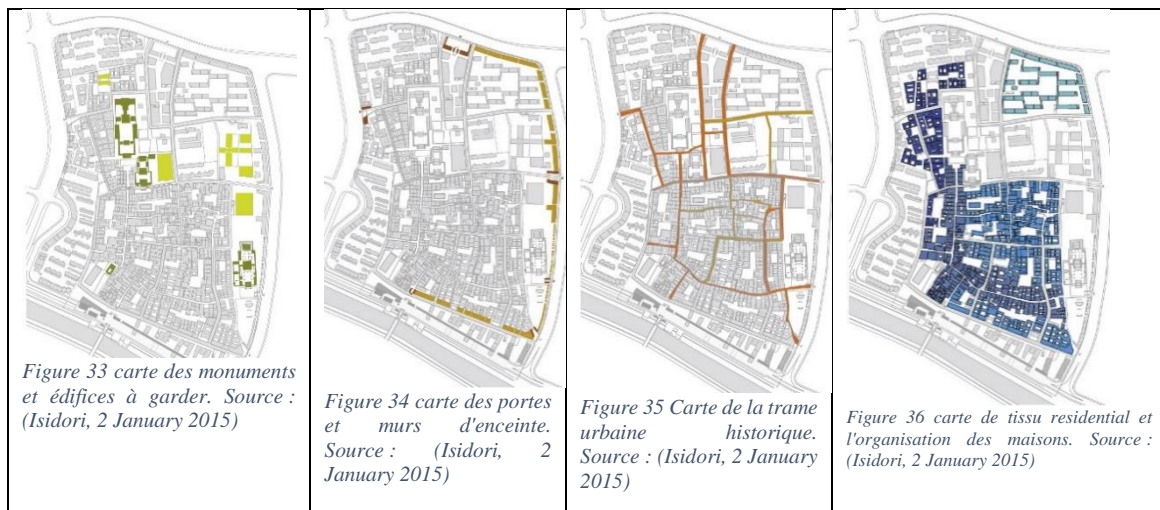 Figure 33 carte des monuments
et édifices à garder. Source :
(Isidori, 2 January 2015)
Figure 34 carte des portes
et murs d'enceinte.
Source : (Isidori, 2
January 2015)
Figure 35 Carte de la trame
urbaine historique.
Source : (Isidori, 2 January
2015)
Figure 36 carte de tissu residential et
l'organisation des maisons. Source :
(Isidori, 2 January 2015)